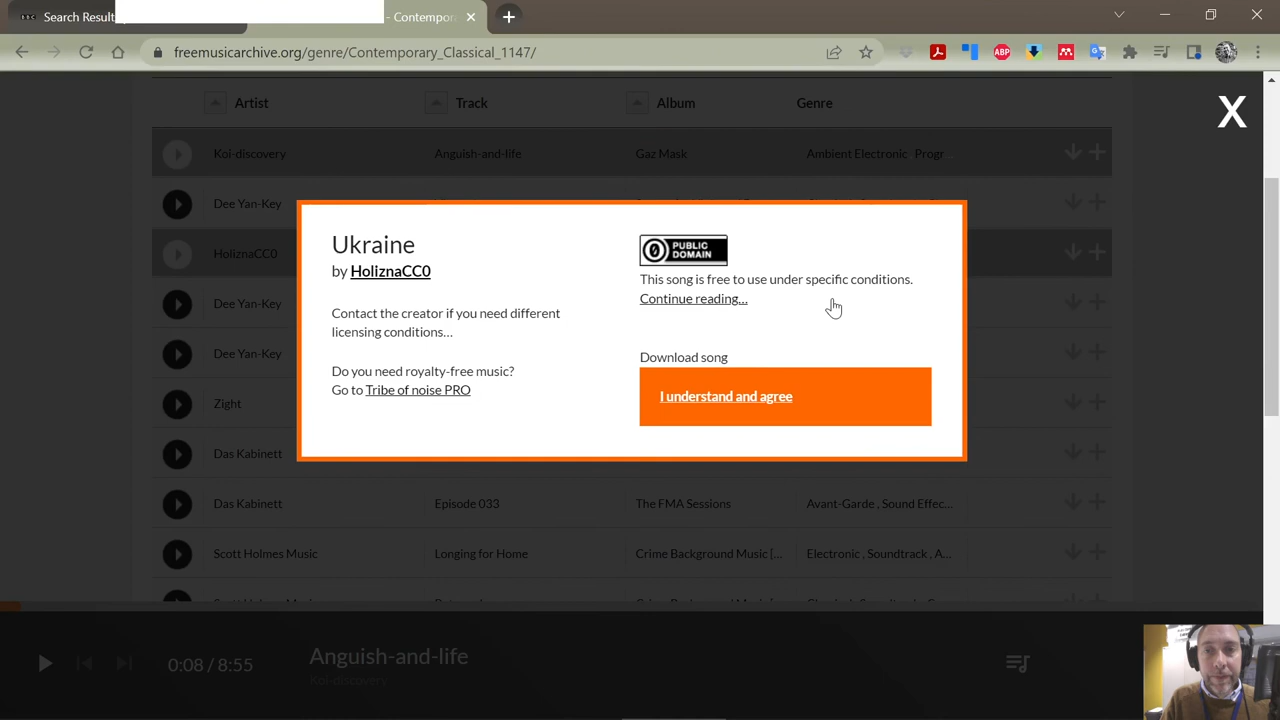 Search Result
- Contempor
freemusicarchive.org/genre/Contemporary_Classical_1147/
ABP
X
Artist Track Album Genre
Koi-discovery Anguish-and-life Gaz Mask Ambient Electronic , Progr
Dee Yan-Key
HoliznaCC0
Dee Yan-Key
Dee Yan-Key
Zight
Das Kabinett
Das Kabinett Episode 033 The FMA Sessions Avant-Garde , Sound Effec...
Scott Holmes Music Longing for Home Crime Background Music [... Electronic , Soundtrack , A...
Ukraine
by HoliznaCC0
Contact the creator if you need different
licensing conditions...
Do you need royalty-free music?
Go to Tribe of noise PRO
PUBLIC
DOMAIN
This song is free to use under specific conditions.
Continue reading...
Download song
I understand and agree
0:08 / 8:55
Anguish-and-life
Koi-discovery